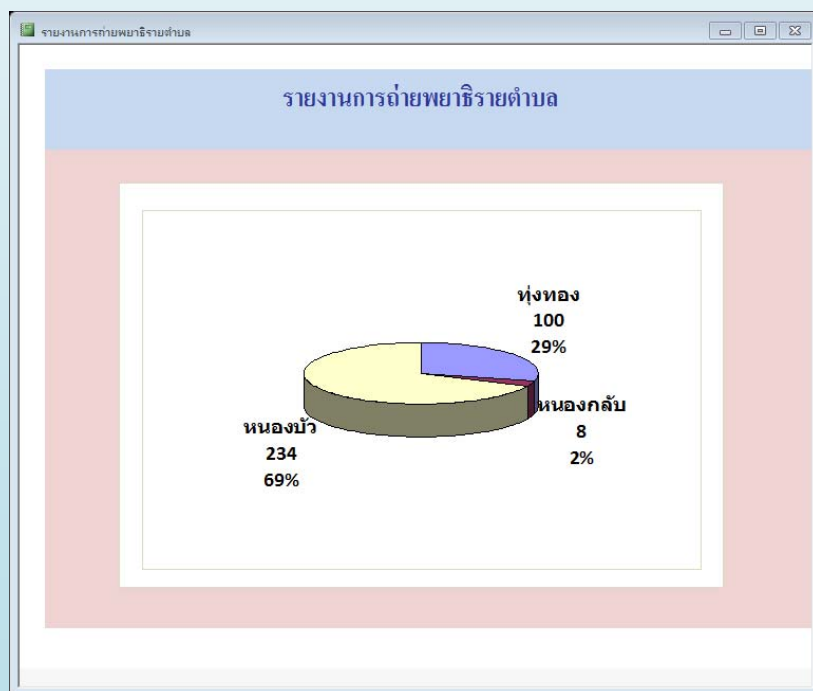 รายงานการถ่ายพยาธิรายตำบล
รายงานการถ่ายพยาธิรายตำบล
ทุ่งทอง
100
29%
หนองกลับ
8
2%
หนองบัว
234
69%